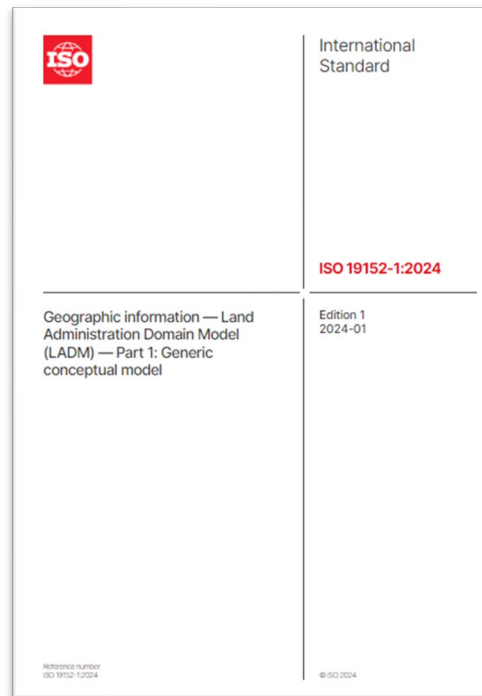 ISO
International
Standard
ISO 19152-1:2024
Geographic information — Land
Administration Domain Model
(LADM) — Part 1: Generic
conceptual model
Edition 1
2024-01
Reference number
ISO 19152-1:2024
© ISO 2024